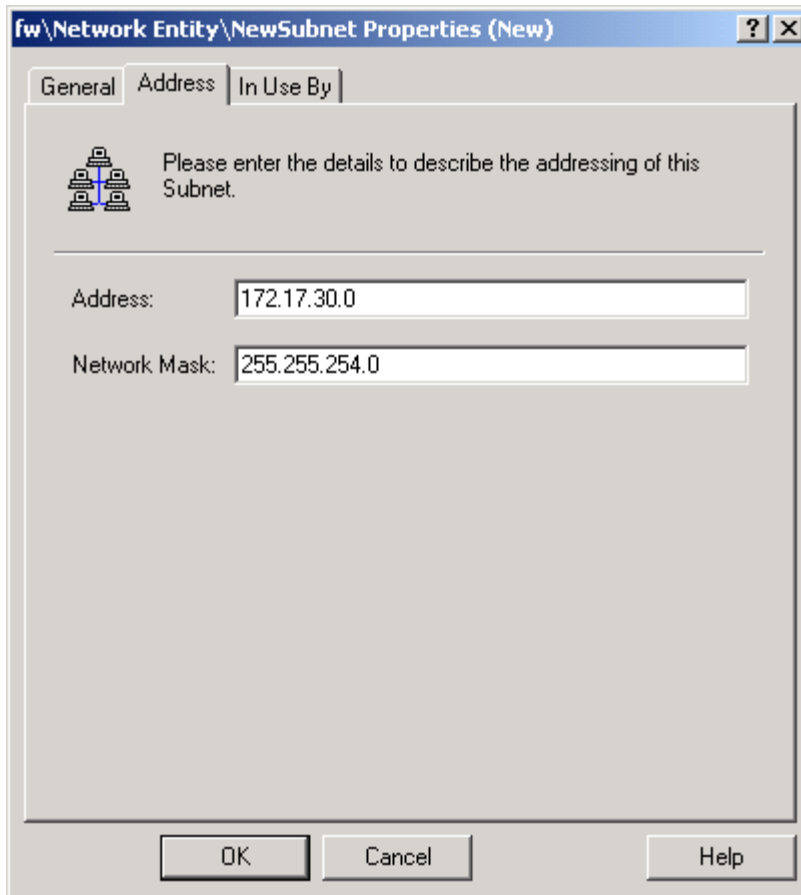 fw\Network Entity\NewSubnet Properties (New)
General Address In Use By
Please enter the details to describe the addressing of this
Subnet.
Address: 172.17.30.0
Network Mask: 255.255.254.0
OK Cancel Help